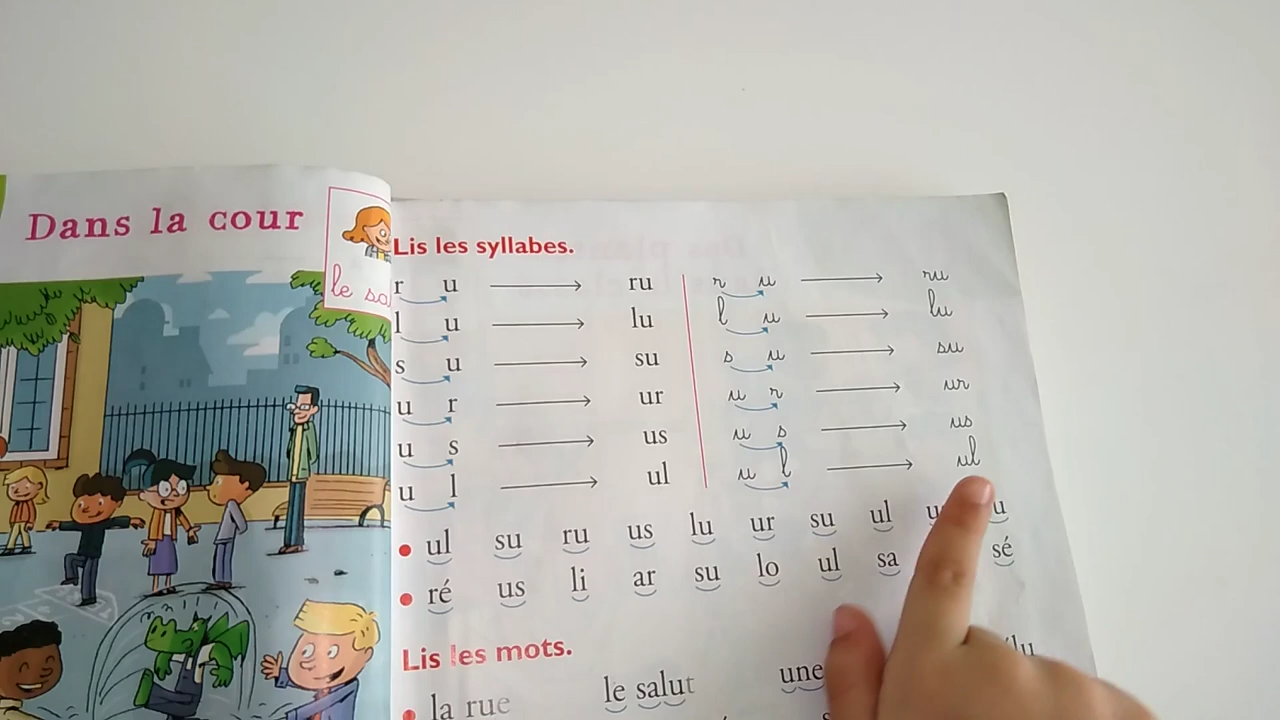 Dans la cour
le
Lis les syllabes.
r u ru r u ru
l u lu l u lu
s u su s u su
u r ur u r ur
u s us u s us
u l ul u l ul
ul su ru us lu ur su ul
ré us li ar su lo ul sa sé
Lis les mots.
la rue le salut une